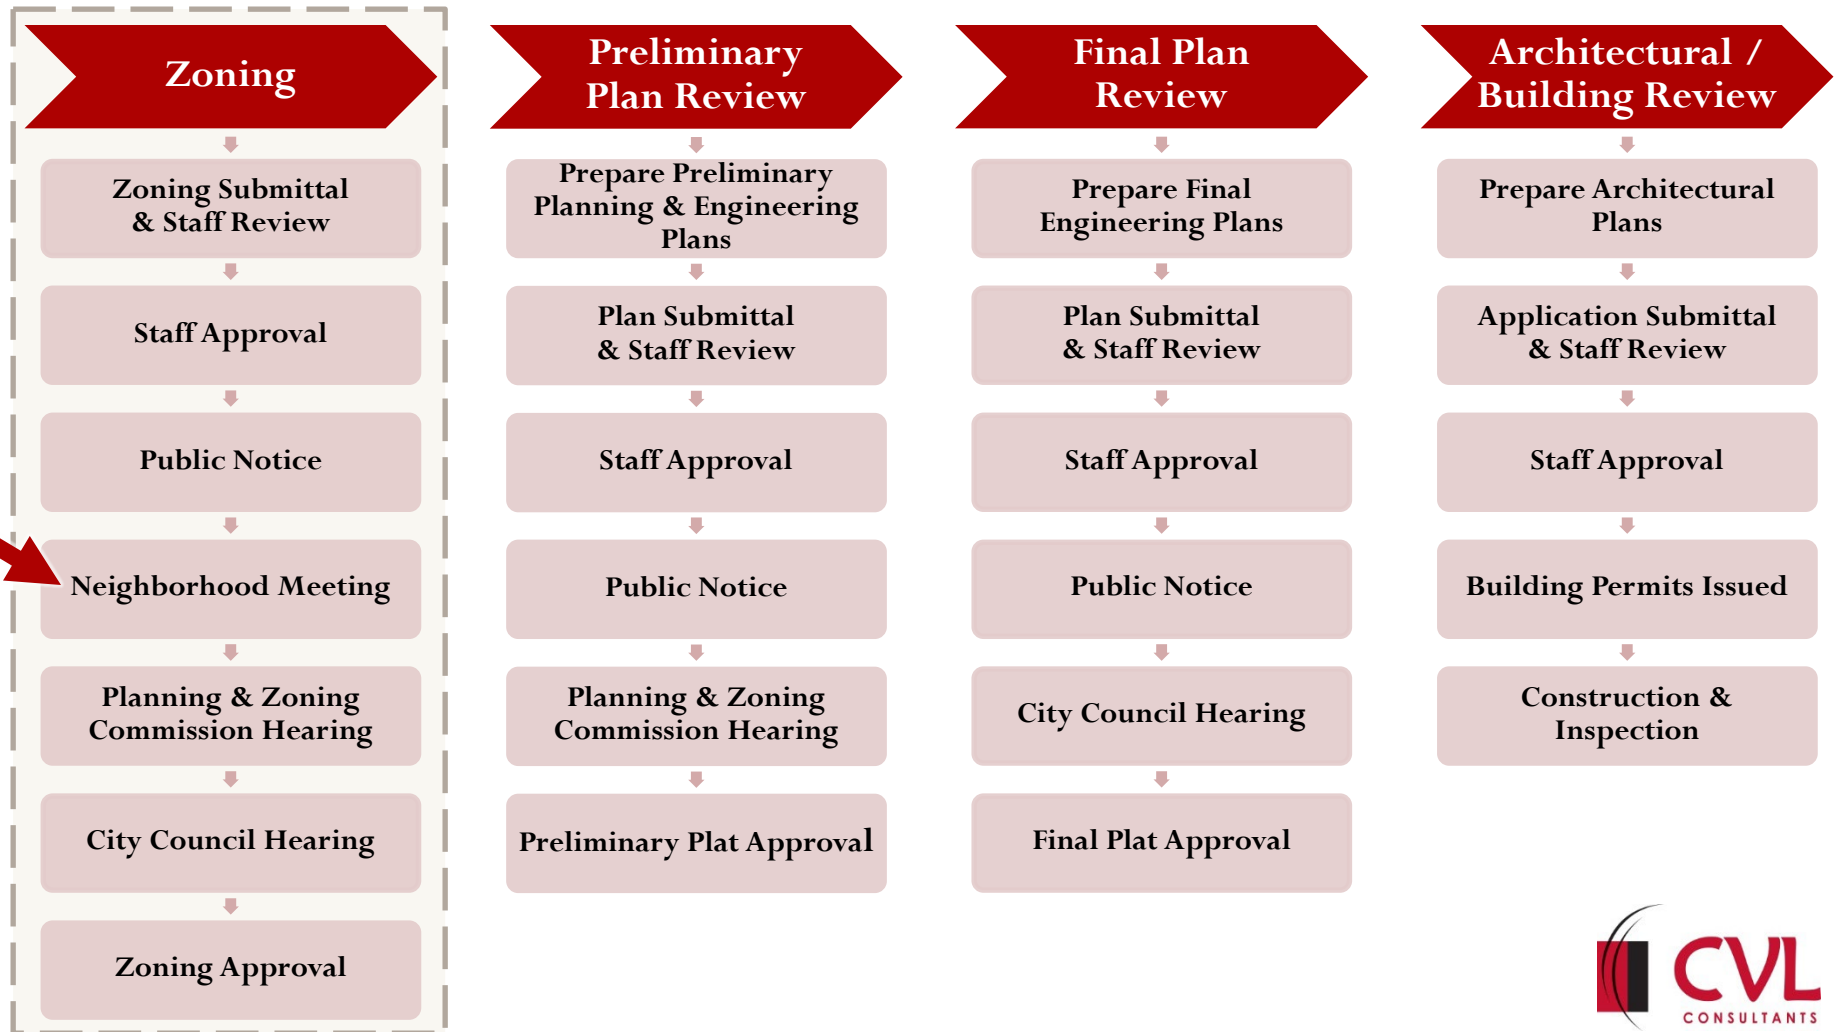 Zoning
Zoning Submittal
& Staff Review
Staff Approval
Public Notice
Neighborhood Meeting
Planning & Zoning
Commission Hearing
City Council Hearing
Zoning Approval
Preliminary
Plan Review
Prepare Preliminary
Planning & Engineering
Plans
Plan Submittal
& Staff Review
Staff Approval
Public Notice
Planning & Zoning
Commission Hearing
Preliminary Plat Approval
Final Plan
Review
Prepare Final
Engineering Plans
Plan Submittal
& Staff Review
Staff Approval
Public Notice
City Council Hearing
Final Plat Approval
Architectural /
Building Review
Prepare Architectural
Plans
Application Submittal
& Staff Review
Staff Approval
Building Permits Issued
Construction &
Inspection
CVL
CONSULTANTS